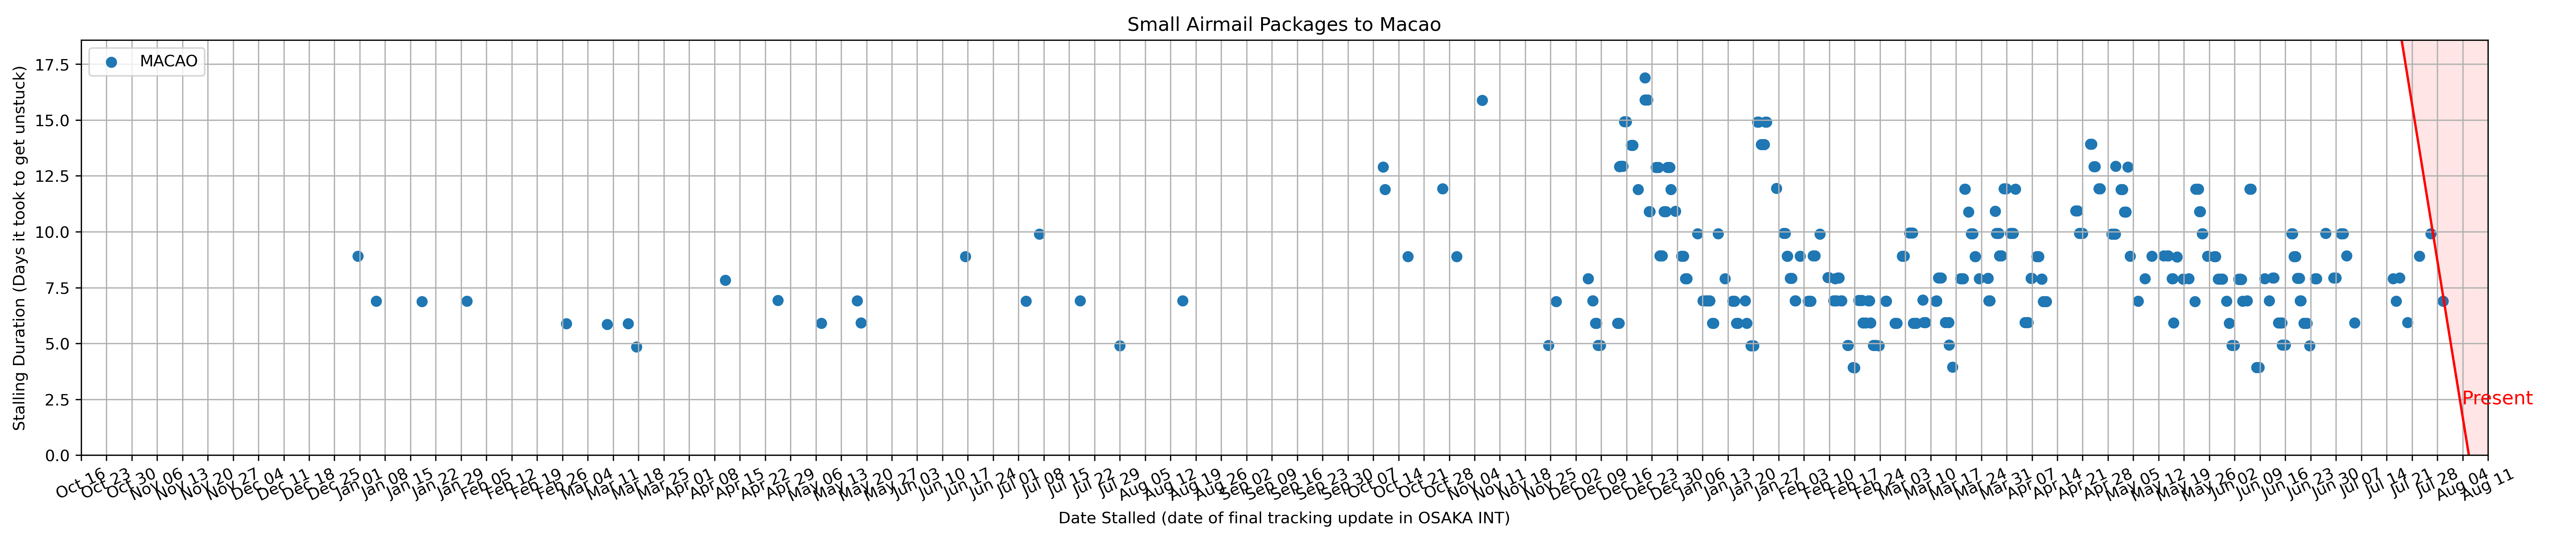 Small Airmail Packages to Macao
MACAO
Stalling Duration (Days it took to get unstuck)
17.5
15.0
12.5
10.0
7.5
5.0
2.5
0.0
Present
Oct 16
Oct 23
Oct 30
Nov 06
Nov 13
Nov 20
Nov 27
Dec 04
Dec 11
Dec 18
Dec 25
Jan 01
Jan 08
Jan 15
Jan 22
Jan 29
Feb 05
Feb 12
Feb 19
Feb 26
Mar 04
Mar 11
Mar 18
Mar 25
Apr 01
Apr 08
Apr 15
Apr 22
Apr 29
May 06
May 13
May 20
May 27
Jun 03
Jun 10
Jun 17
Jun 24
Jul 01
Jul 08
Jul 15
Jul 22
Jul 29
Aug 05
Aug 12
Aug 19
Aug 26
Sep 02
Sep 09
Sep 16
Sep 23
Sep 30
Oct 07
Oct 14
Oct 21
Oct 28
Nov 04
Nov 11
Nov 18
Nov 25
Dec 02
Dec 09
Dec 16
Dec 23
Dec 30
Jan 06
Jan 13
Jan 20
Jan 27
Feb 03
Feb 10
Feb 17
Feb 24
Mar 03
Mar 10
Mar 17
Mar 24
Mar 31
Apr 07
Apr 14
Apr 21
Apr 28
May 05
May 12
May 19
May 26
Jun 02
Jun 09
Jun 16
Jun 23
Jun 30
Jul 07
Jul 14
Jul 21
Jul 28
Aug 04
Aug 11
Date Stalled (date of final tracking update in OSAKA INT)